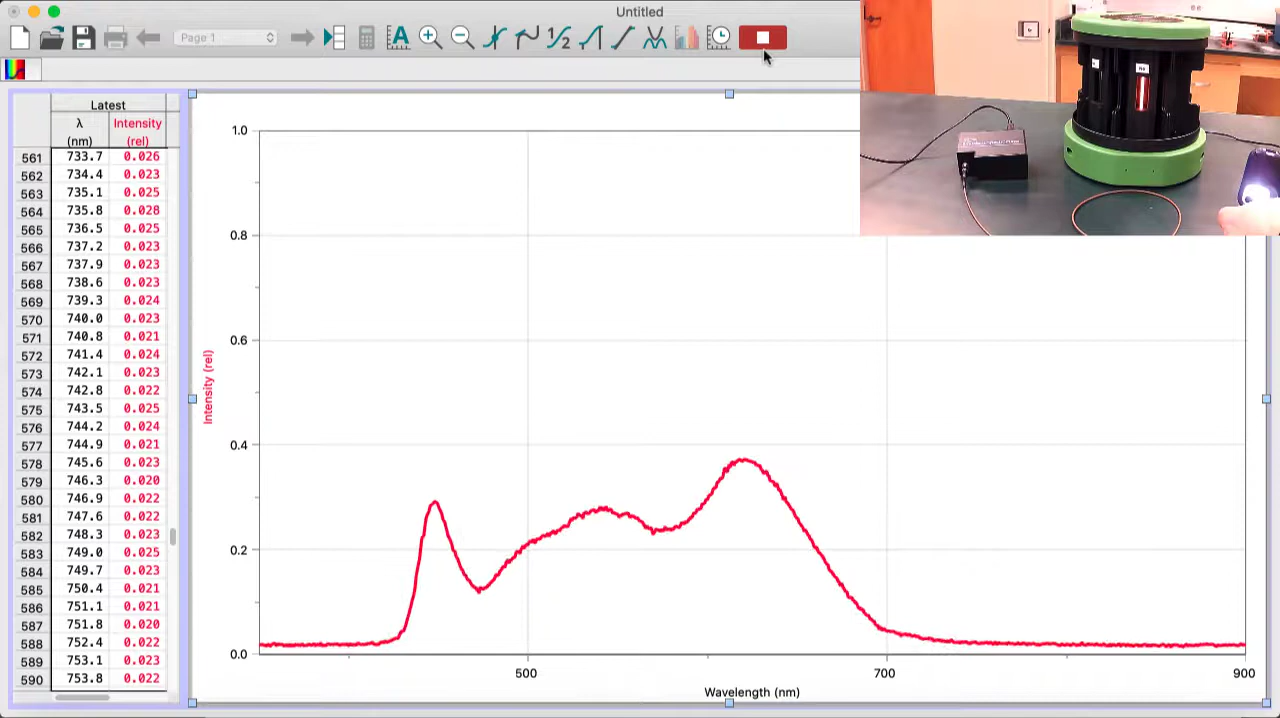 Untitled
Page 1
Latest
λ Intensity
(nm) (rel)
561 733.7 0.026
562 734.4 0.023
563 735.1 0.025
564 735.8 0.028
565 736.5 0.025
566 737.2 0.023
567 737.9 0.023
568 738.6 0.023
569 739.3 0.024
570 740.0 0.023
571 740.8 0.021
572 741.4 0.024
573 742.1 0.023
574 742.8 0.022
575 743.5 0.025
576 744.2 0.024
577 744.9 0.021
578 745.6 0.023
579 746.3 0.020
580 746.9 0.022
581 747.6 0.022
582 748.3 0.023
583 749.0 0.025
584 749.7 0.023
585 750.4 0.021
586 751.1 0.021
587 751.8 0.020
588 752.4 0.022
589 753.1 0.023
590 753.8 0.022
1.0
0.8
0.6
0.4
0.2
0.0
Intensity (rel)
500 700 900
Wavelength (nm)